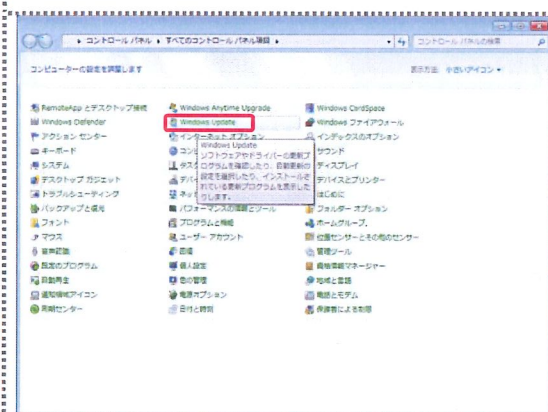 コントロール パネル ▸ すべてのコントロール パネル項目 ▸
コントロール パネルの検索
コンピューターの設定を調整します
表示方法: 小さいアイコン ▾
RemoteApp とデスクトップ接続
Windows Anytime Upgrade
Windows CardSpace
Windows Defender
Windows Update
Windows ファイアウォール
アクション センター
インターネット オプション
インデックスのオプション
キーボード
サウンド
システム
ディスプレイ
デスクトップ ガジェット
デバイスとプリンター
トラブルシューティング
はじめに
バックアップと復元
パフォーマンスの情報とツール
フォルダー オプション
フォント
プログラムと機能
ホームグループ
マウス
ユーザー アカウント
位置センサーとその他のセンサー
音声認識
回復
管理ツール
既定のプログラム
個人設定
資格情報マネージャー
自動再生
色の管理
地域と言語
通知領域アイコン
電源オプション
電話とモデム
同期センター
日付と時刻
保護者による制限
Windows Update
ソフトウェアやドライバーの更新プ
ログラムを確認したり、自動更新の
設定を選択したり、インストールさ
れている更新プログラムを表示した
りします。